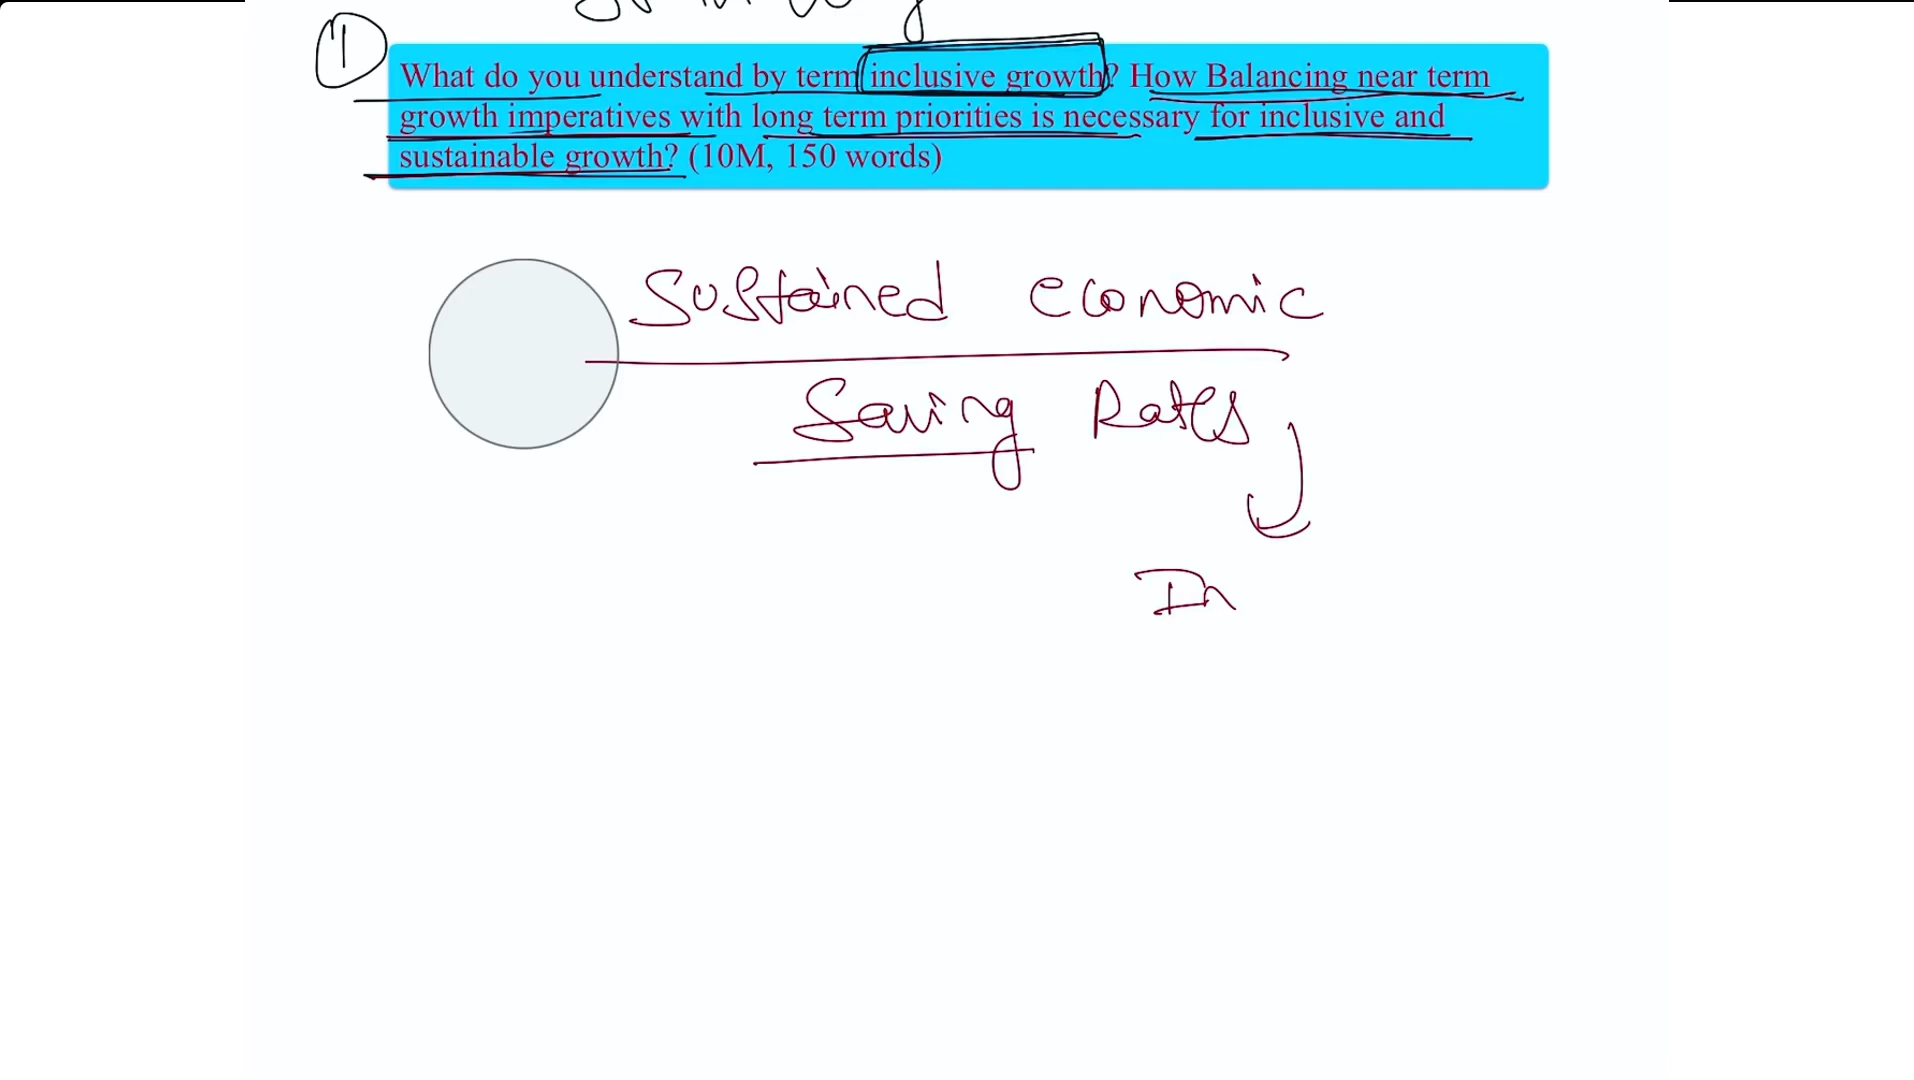 1
What do you understand by term inclusive growth? How Balancing near term
growth imperatives with long term priorities is necessary for inclusive and
sustainable growth? (10M, 150 words)
Sustained economic
Saving Rates
In